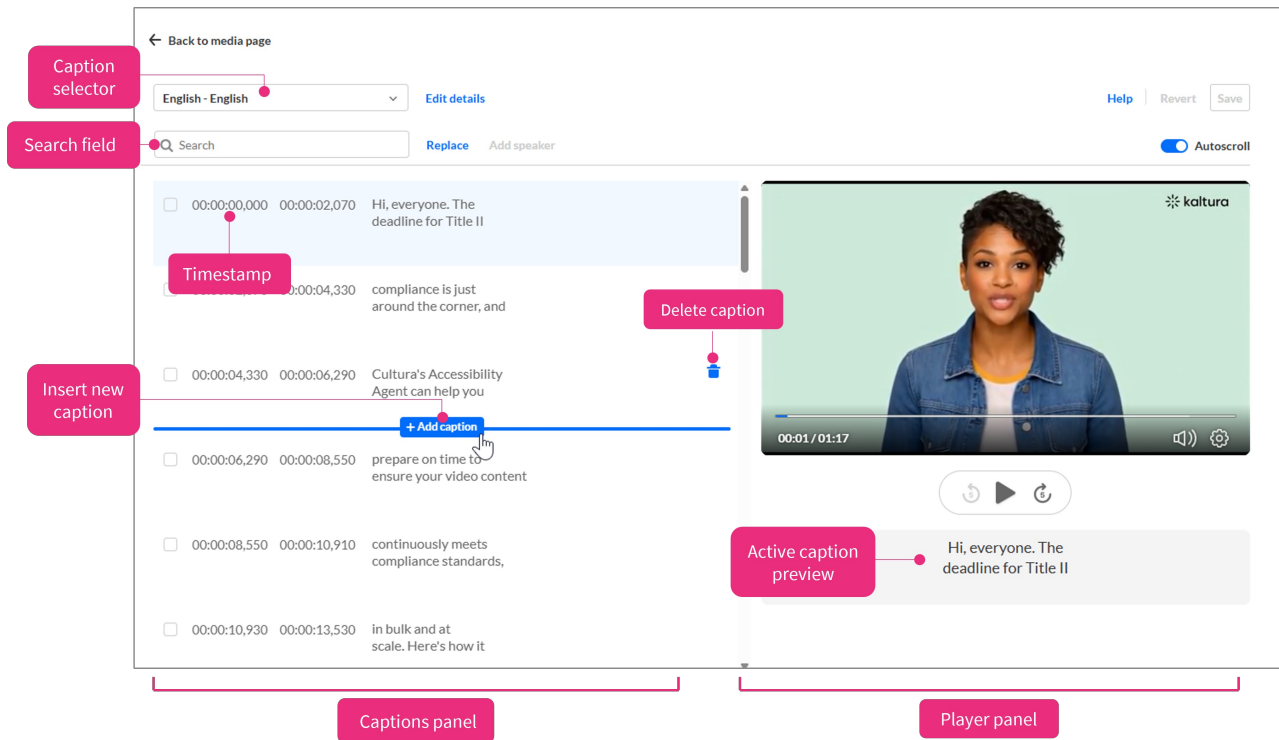 Back to media page
Caption
selector
English - English
Edit details
Help
Revert
Save
Search field
Search
Replace
Add speaker
Autoscroll
00:00:00,000 00:00:02,070 Hi, everyone. The
deadline for Title II
Timestamp
00:00:04,330 compliance is just
around the corner, and
Delete caption
00:00:04,330 00:00:06,290 Cultura's Accessibility
Agent can help you
Insert new
caption
+ Add caption
00:00:06,290 00:00:08,550 prepare on time to
ensure your video content
00:00:08,550 00:00:10,910 continuously meets
compliance standards,
00:00:10,930 00:00:13,530 in bulk and at
scale. Here's how it
kaltura
00:01 / 01:17
5
5
Active caption
preview
Hi, everyone. The
deadline for Title II
Captions panel
Player panel